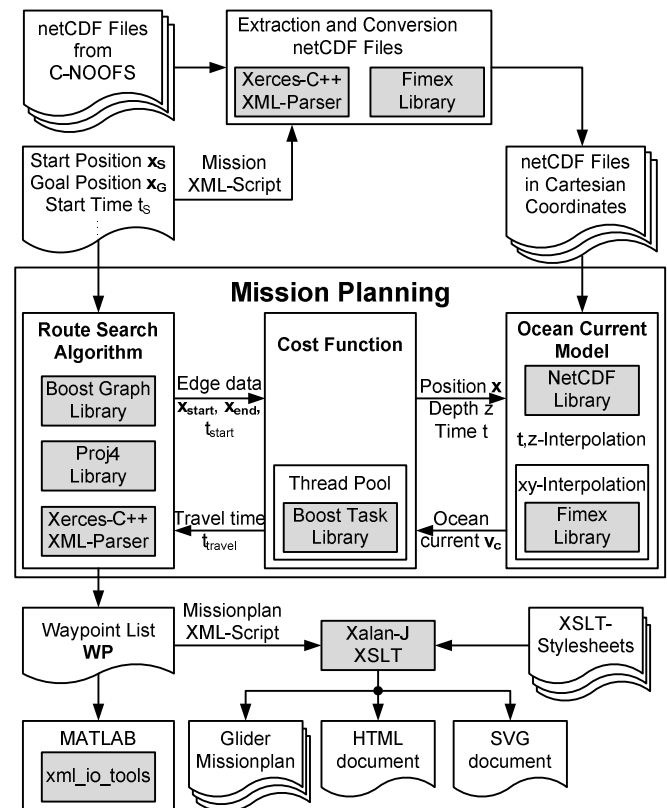 netCDF Files
from
C-NOOFS
Extraction and Conversion
netCDF Files
Xerces-C++
XML-Parser
Fimex
Library
Start Position xS
Goal Position xG
Start Time tS
Mission
XML-Script
netCDF Files
in Cartesian
Coordinates
Mission Planning
Route Search
Algorithm
Boost Graph
Library
Proj4
Library
Xerces-C++
XML-Parser
Edge data
xstart, xend,
tstart
Travel time
ttravel
Cost Function
Thread Pool
Boost Task
Library
Position x
Depth z
Time t
Ocean
current vc
Ocean Current
Model
NetCDF
Library
t,z-Interpolation
xy-Interpolation
Fimex
Library
Waypoint List
WP
Missionplan
XML-Script
Xalan-J
XSLT
XSLT-
Stylesheets
MATLAB
xml_io_tools
Glider
Missionplan
HTML
document
SVG
document